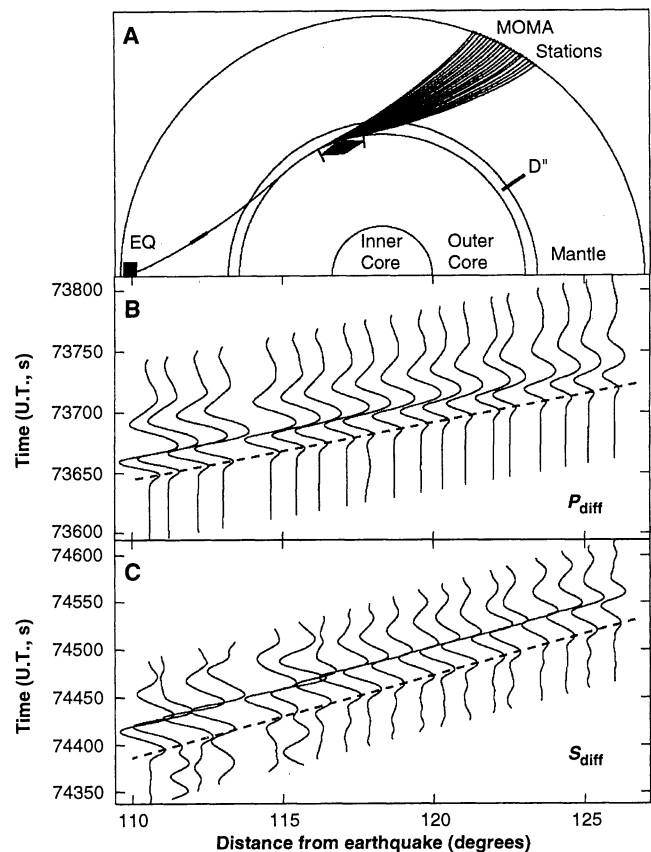 A
MOMA
Stations
D"
EQ
Inner
Core
Outer
Core
Mantle
B
73800
73750
73700
73650
73600
Time (U.T., s)
Pdiff
C
74600
74550
74500
74450
74400
74350
Time (U.T., s)
Sdiff
110
115
120
125
Distance from earthquake (degrees)